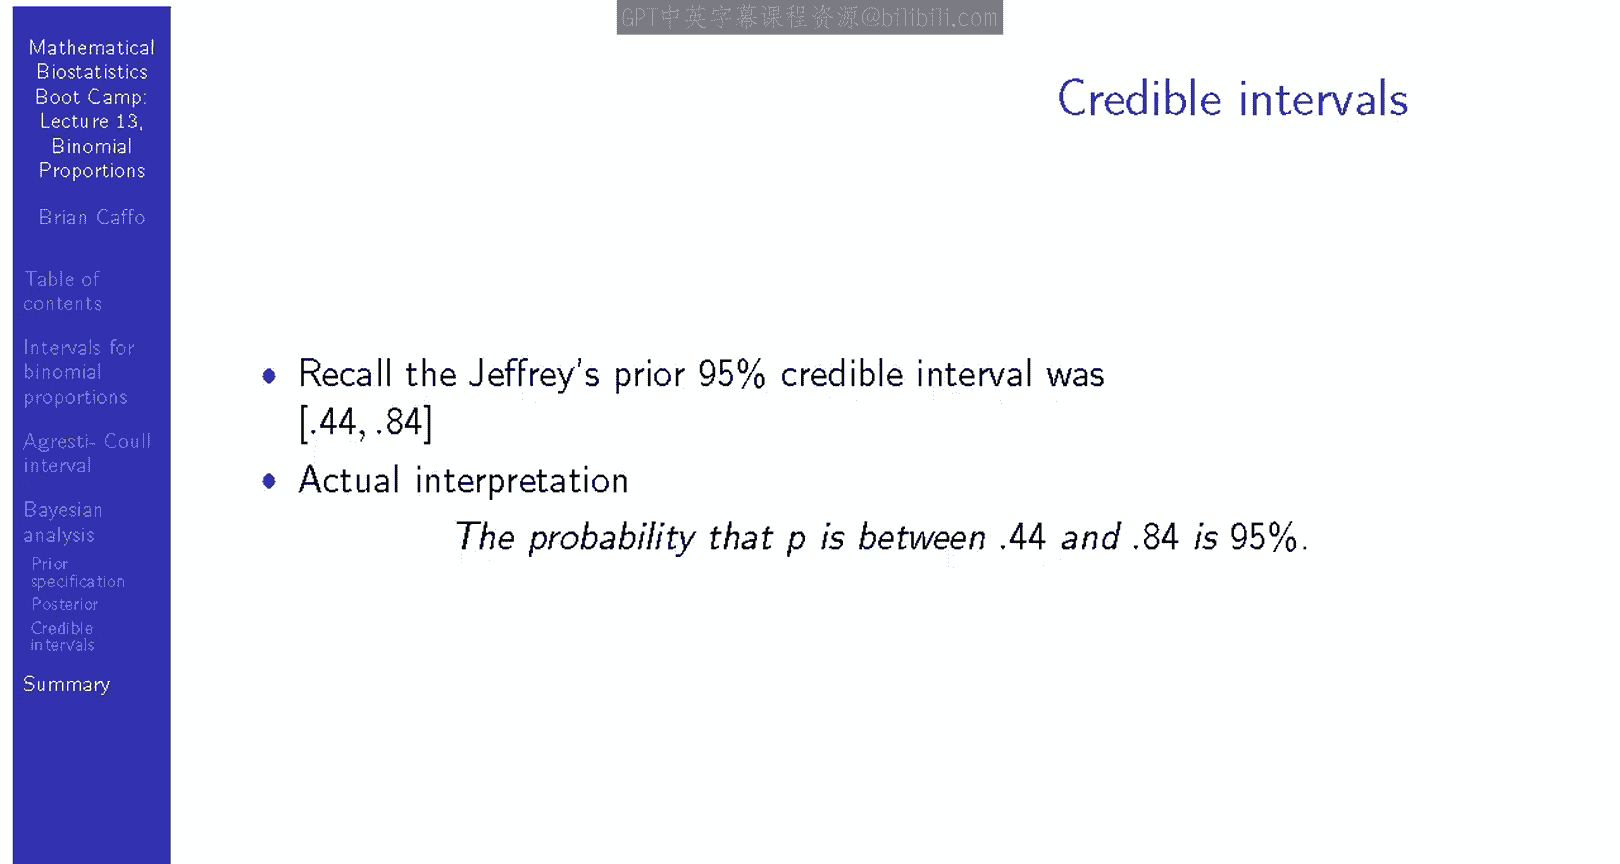 GPT中英字幕课程资源@bilibili.com
Mathematical
Biostatistics
Boot Camp:
Lecture 13,
Binomial
Proportions
Brian Caffo
Table of
contents
Intervals for
binomial
proportions
Agresti- Coull
interval
Bayesian
analysis
Prior
specification
Posterior
Credible
intervals
Summary
Credible intervals
• Recall the Jeffrey's prior 95% credible interval was
[.44, .84]
• Actual interpretation
The probability that p is between .44 and .84 is 95%.